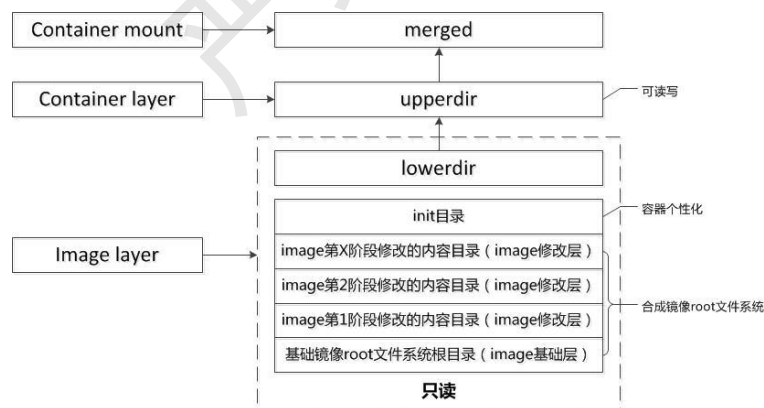 Container mount
merged
Container layer
upperdir
可读写
lowerdir
init目录
容器个性化
Image layer
image第X阶段修改的内容目录（image修改层）
image第2阶段修改的内容目录（image修改层）
image第1阶段修改的内容目录（image修改层）
合成镜像root文件系统
基础镜像root文件系统根目录（image基础层）
只读